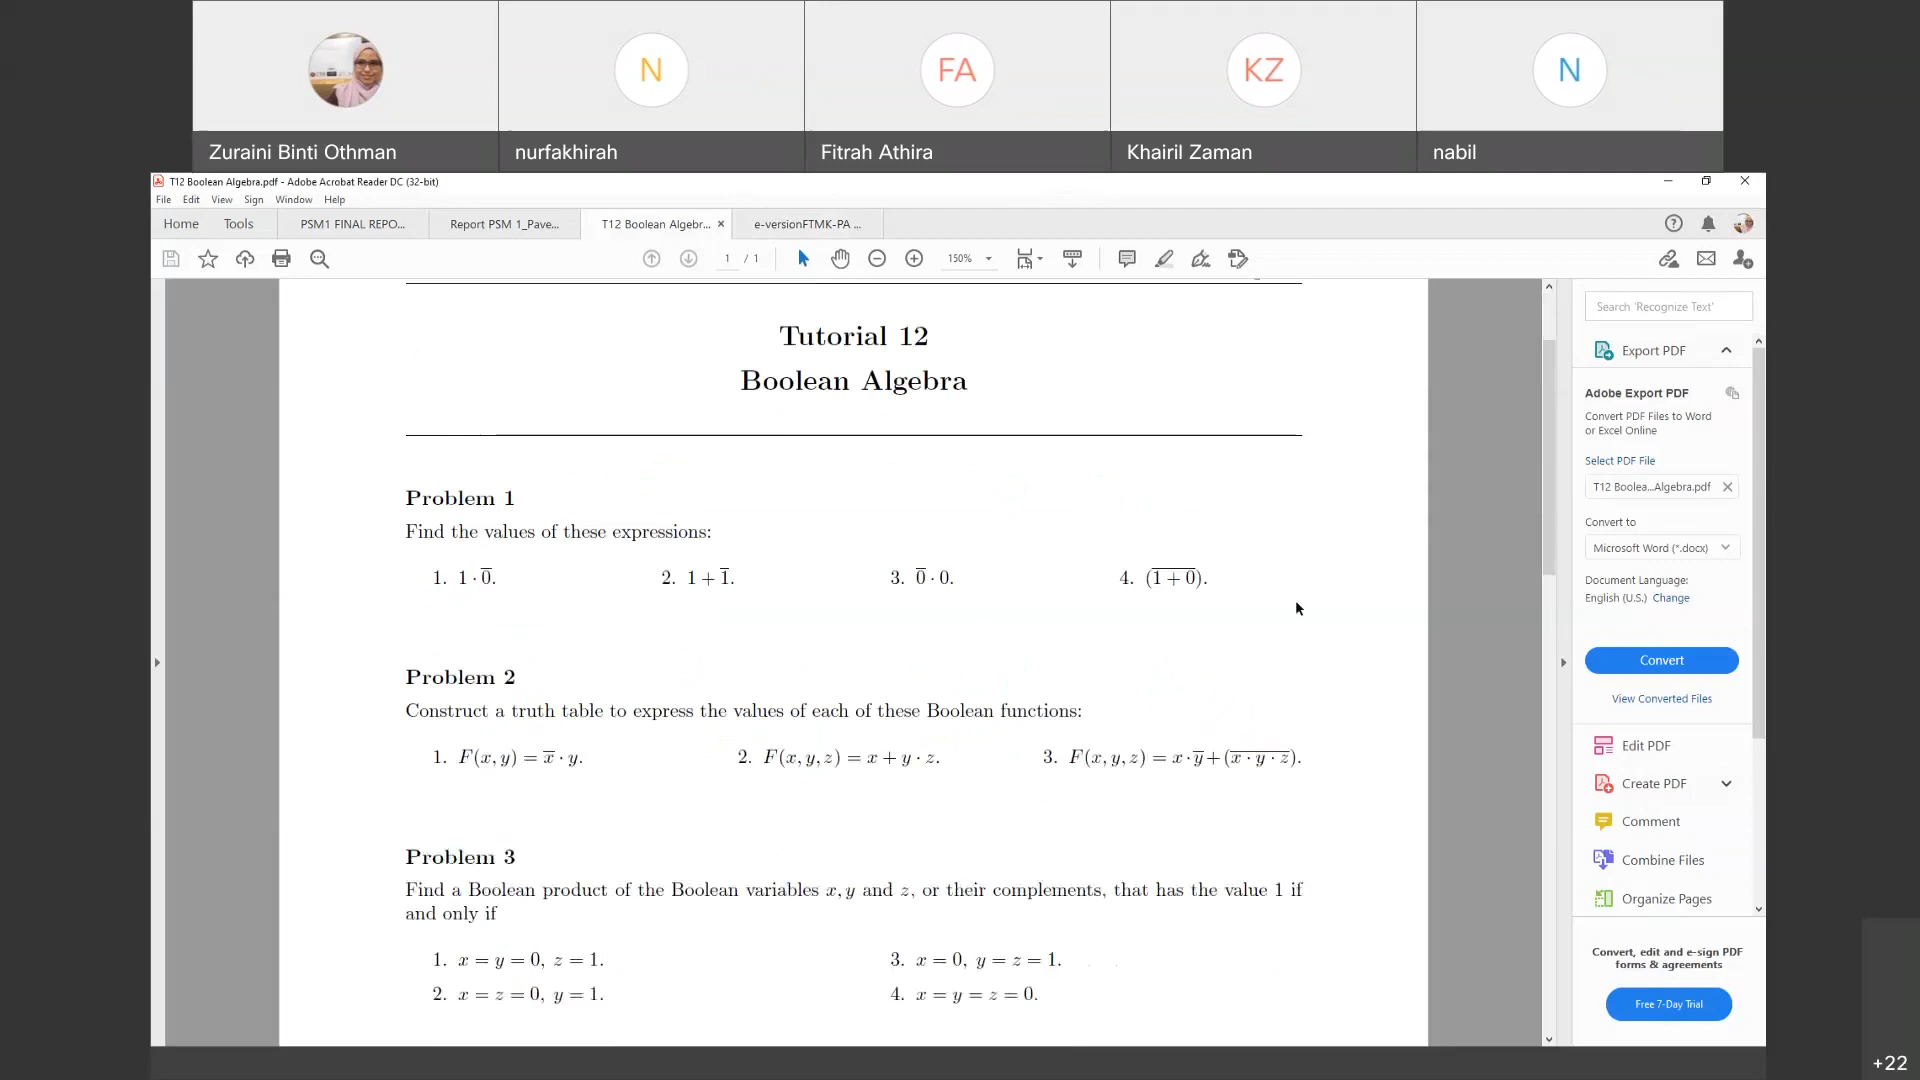 N
FA
KZ
N
Zuraini Binti Othman
nurfakhirah
Fitrah Athira
Khairil Zaman
nabil
T12 Boolean Algebra.pdf - Adobe Acrobat Reader DC (32-bit)
File Edit View Sign Window Help
Home Tools PSM1 FINAL REPO... Report PSM 1_Pave... T12 Boolean Algebr... × e-versionFTMK-PA ...
1 / 1 150%
Tutorial 12
Boolean Algebra
Problem 1
Find the values of these expressions:
1. 1 · 0̅. 2. 1 + 1̅. 3. 0̅ · 0. 4. (1̅ ̅+̅ ̅0̅).
Problem 2
Construct a truth table to express the values of each of these Boolean functions:
1. F(x, y) = x̅ · y. 2. F(x, y, z) = x + y · z. 3. F(x, y, z) = x · y̅ + (x̅ ̅·̅ ̅y̅ ̅·̅ ̅z̅).
Problem 3
Find a Boolean product of the Boolean variables x, y and z, or their complements, that has the value 1 if
and only if
1. x = y = 0, z = 1. 3. x = 0, y = z = 1.
2. x = z = 0, y = 1. 4. x = y = z = 0.
Search 'Recognize Text'
Export PDF
Adobe Export PDF
Convert PDF Files to Word
or Excel Online
Select PDF File
T12 Boolea...Algebra.pdf
Convert to
Microsoft Word (*.docx)
Document Language:
English (U.S.) Change
Convert
View Converted Files
Edit PDF
Create PDF
Comment
Combine Files
Organize Pages
Convert, edit and e-sign PDF
forms & agreements
Free 7-Day Trial
+22